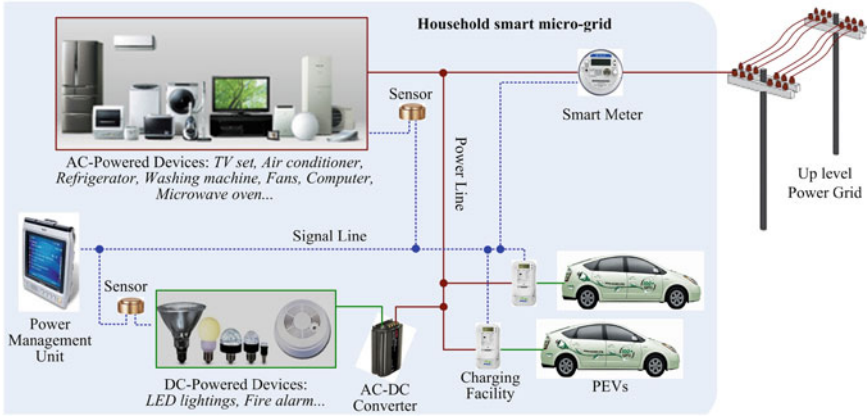 Household smart micro-grid
Sensor
Smart Meter
AC-Powered Devices: TV set, Air conditioner,
Refrigerator, Washing machine, Fans, Computer,
Microwave oven...
Power Line
Up level
Power Grid
Signal Line
Sensor
Power
Management
Unit
DC-Powered Devices:
LED lightings, Fire alarm...
AC-DC
Converter
Charging
Facility
PEVs